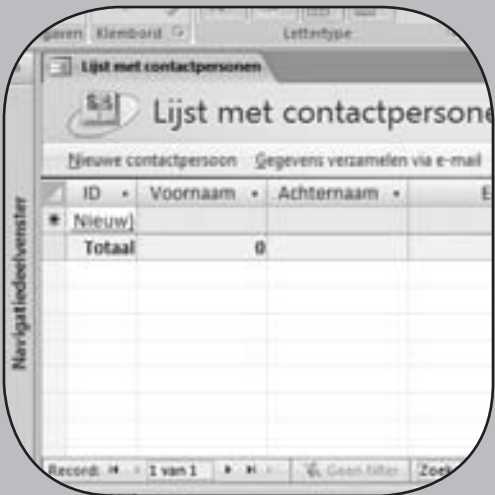 Klembord Lettertype
Lijst met contactpersonen
Lijst met contactpersone
Nieuwe contactpersoon Gegevens verzamelen via e-mail
ID Voornaam Achternaam E
Nieuw)
Totaal 0
Navigatiedeelvenster
Record: 1 van 1 Geen filter Zoek